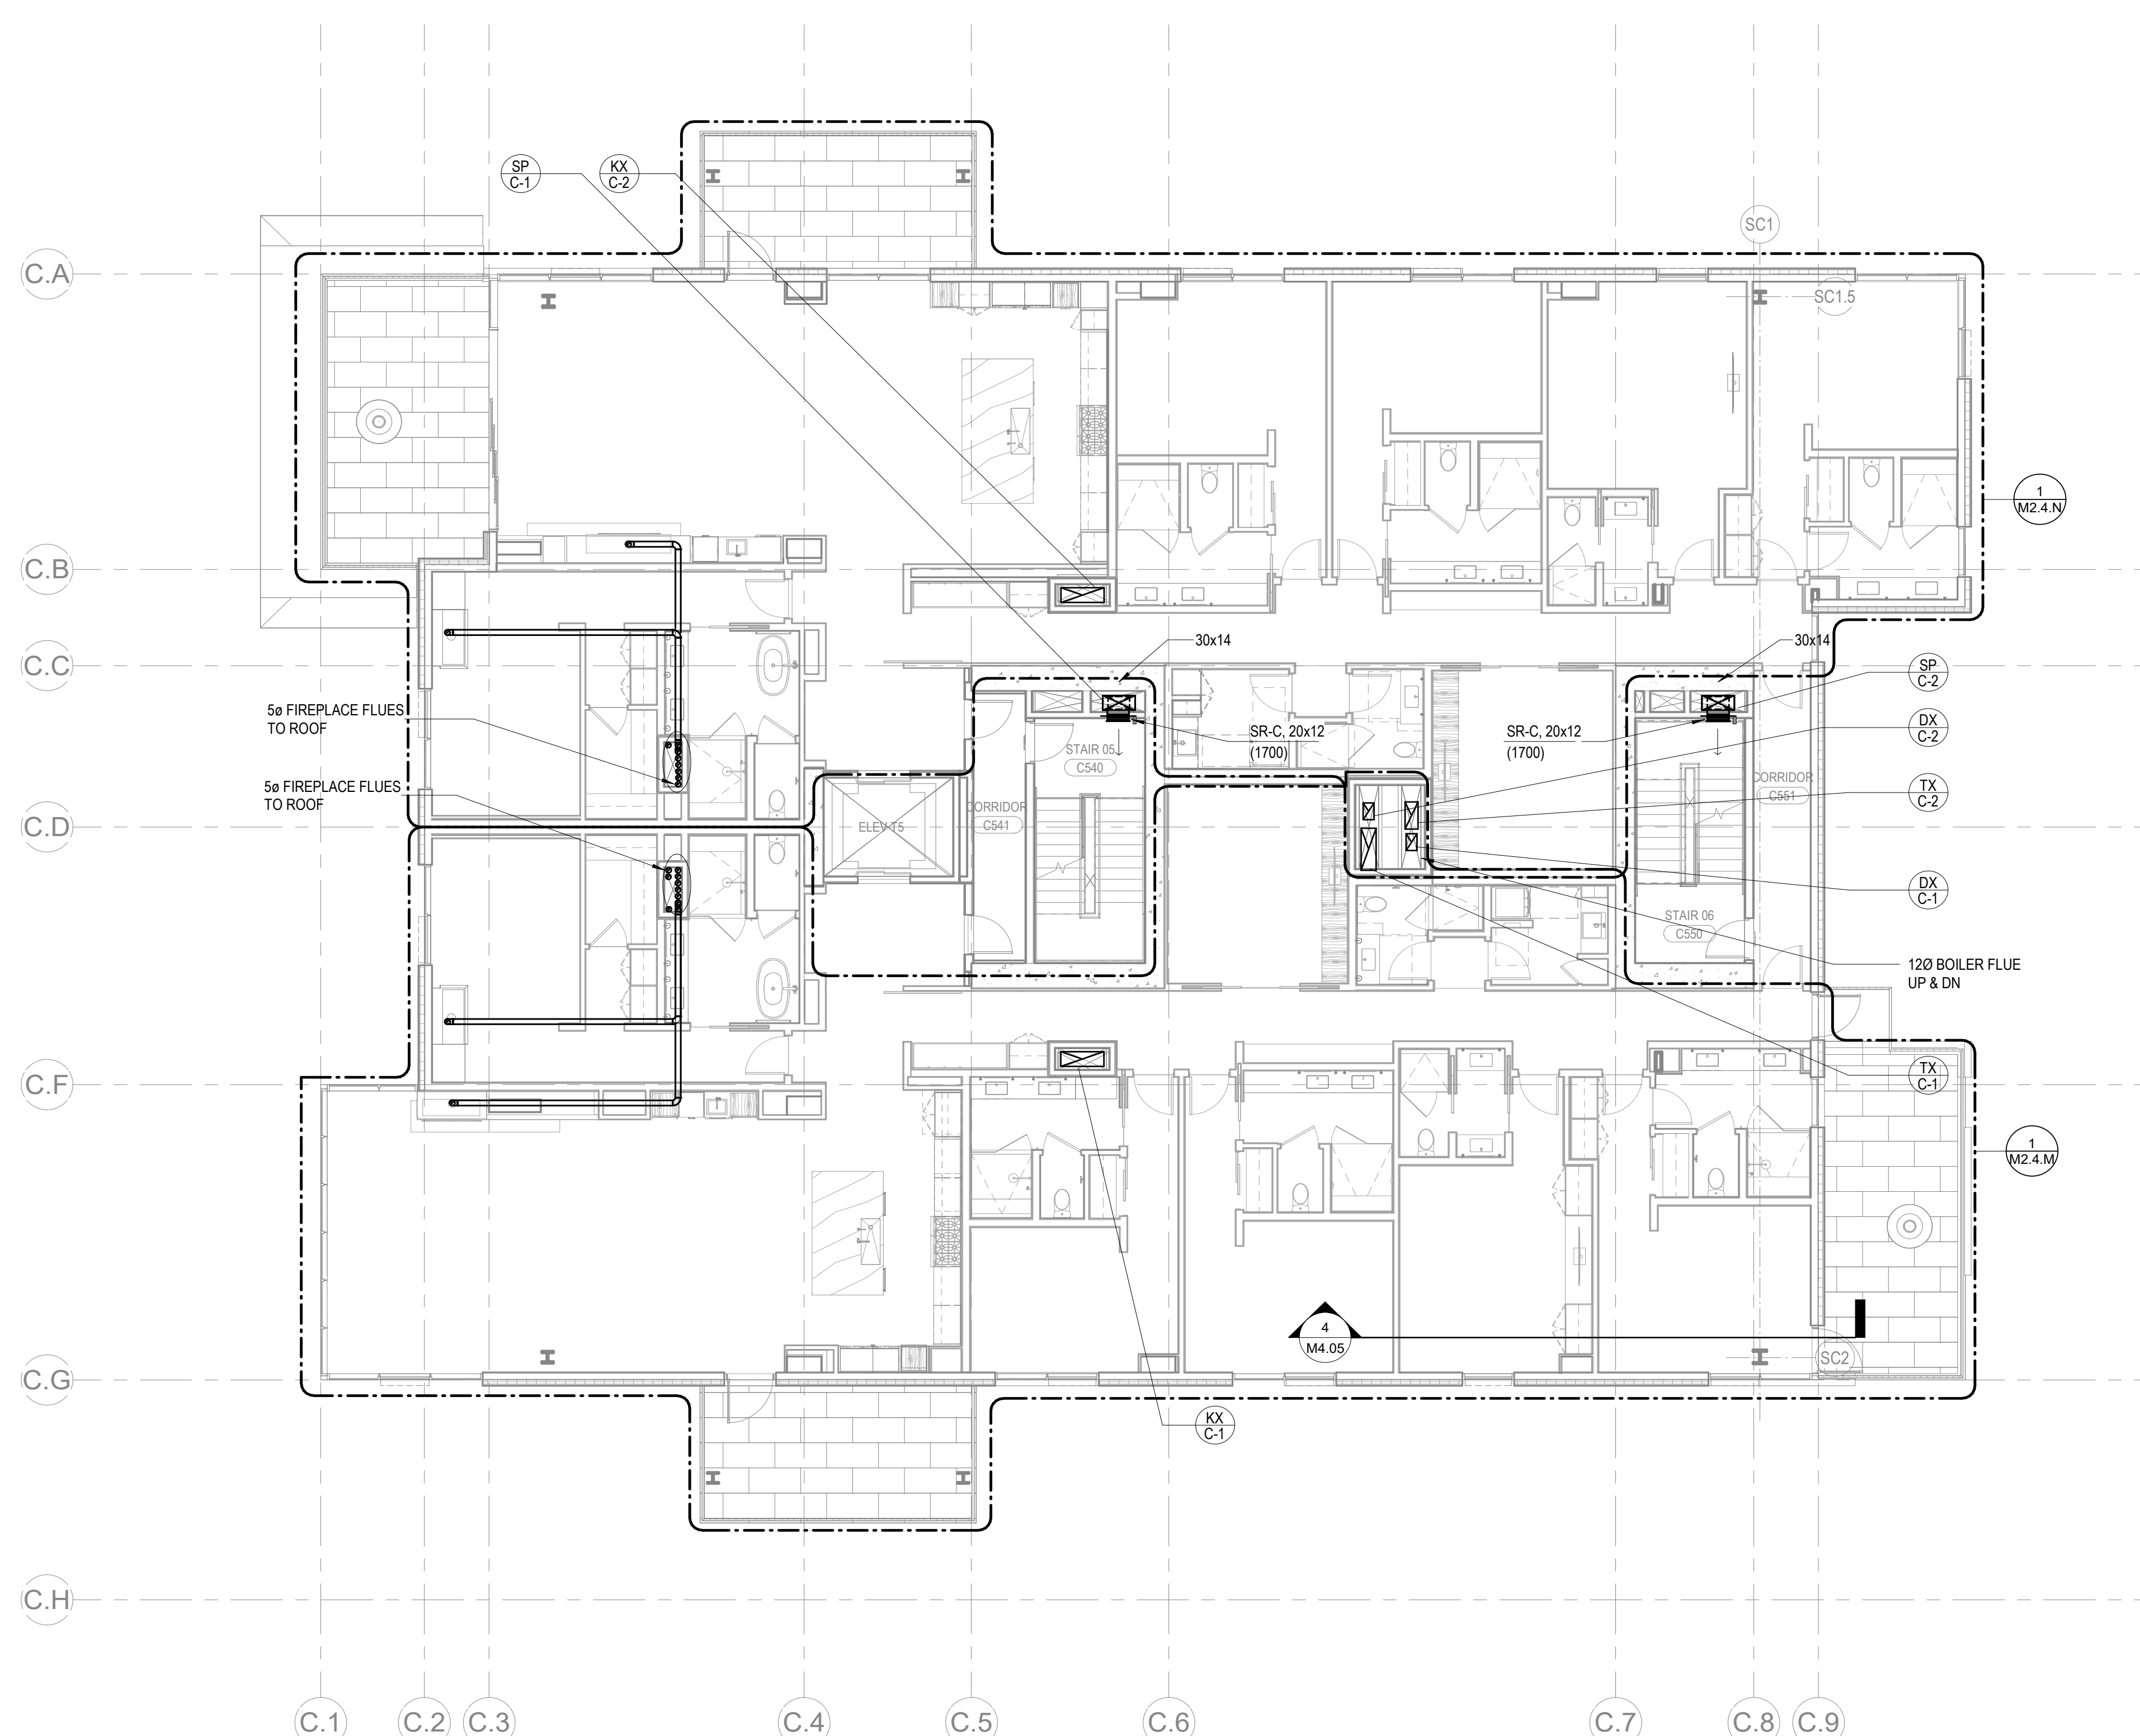 SP
C-1
KX
C-2
SC1
C.A
SC1.5
1
M2.4.N
C.B
30x14
30x14
C.C
SP
C-2
5ø FIREPLACE FLUES
TO ROOF
SR-C, 20x12
(1700)
SR-C, 20x12
(1700)
DX
C-2
STAIR 05
C540
5ø FIREPLACE FLUES
TO ROOF
CORRIDOR
C551
TX
C-2
CORRIDOR
C541
ELEV T5
C.D
DX
C-1
STAIR 06
C550
12Ø BOILER FLUE
UP & DN
TX
C-1
C.F
1
M2.4.M
4
M4.05
SC2
C.G
KX
C-1
C.H
C.1
C.2
C.3
C.4
C.5
C.6
C.7
C.8
C.9